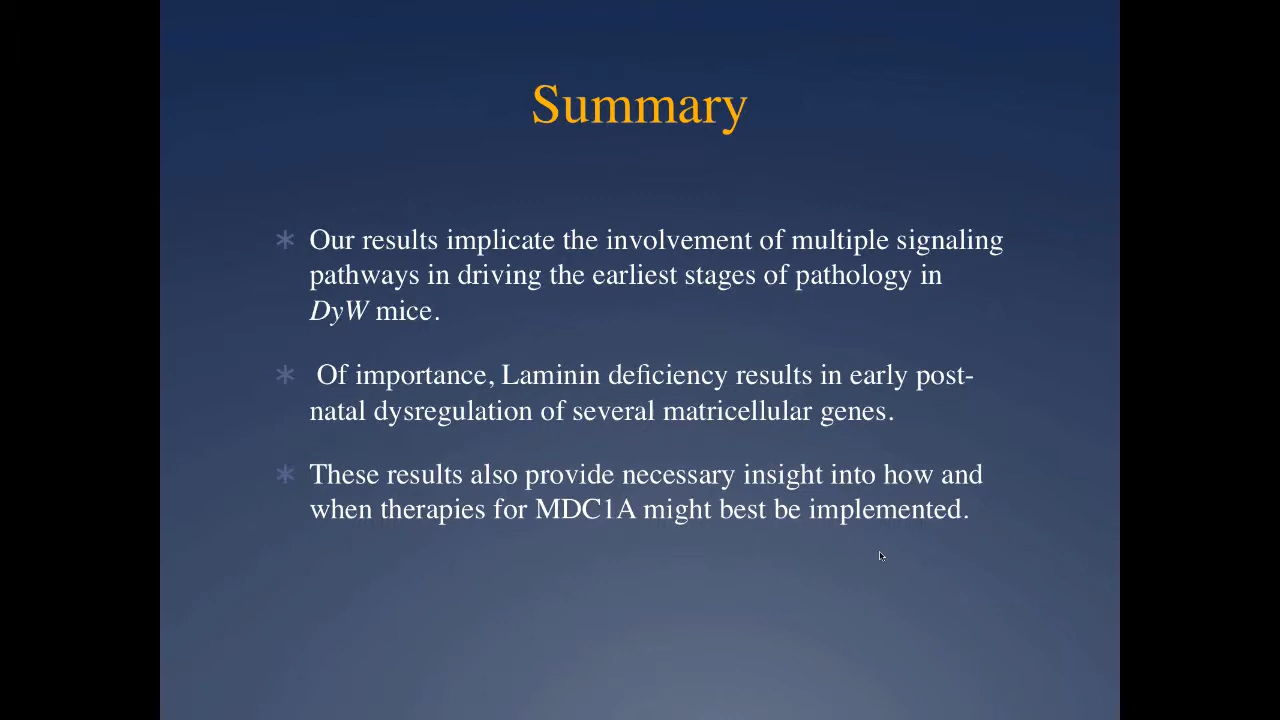 Summary
Our results implicate the involvement of multiple signaling
pathways in driving the earliest stages of pathology in
DyW mice.
Of importance, Laminin deficiency results in early post-
natal dysregulation of several matricellular genes.
These results also provide necessary insight into how and
when therapies for MDC1A might best be implemented.